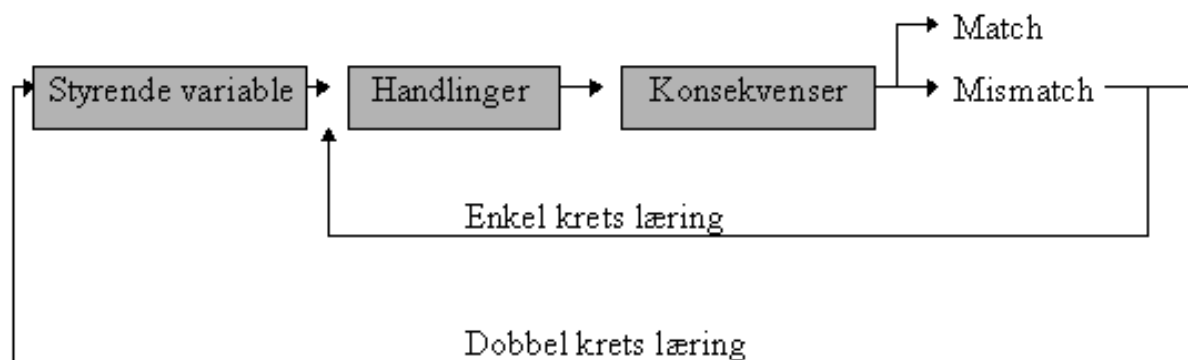 Match
Styrende variable
Handlinger
Konsekvenser
Mismatch
Enkel krets læring
Dobbel krets læring